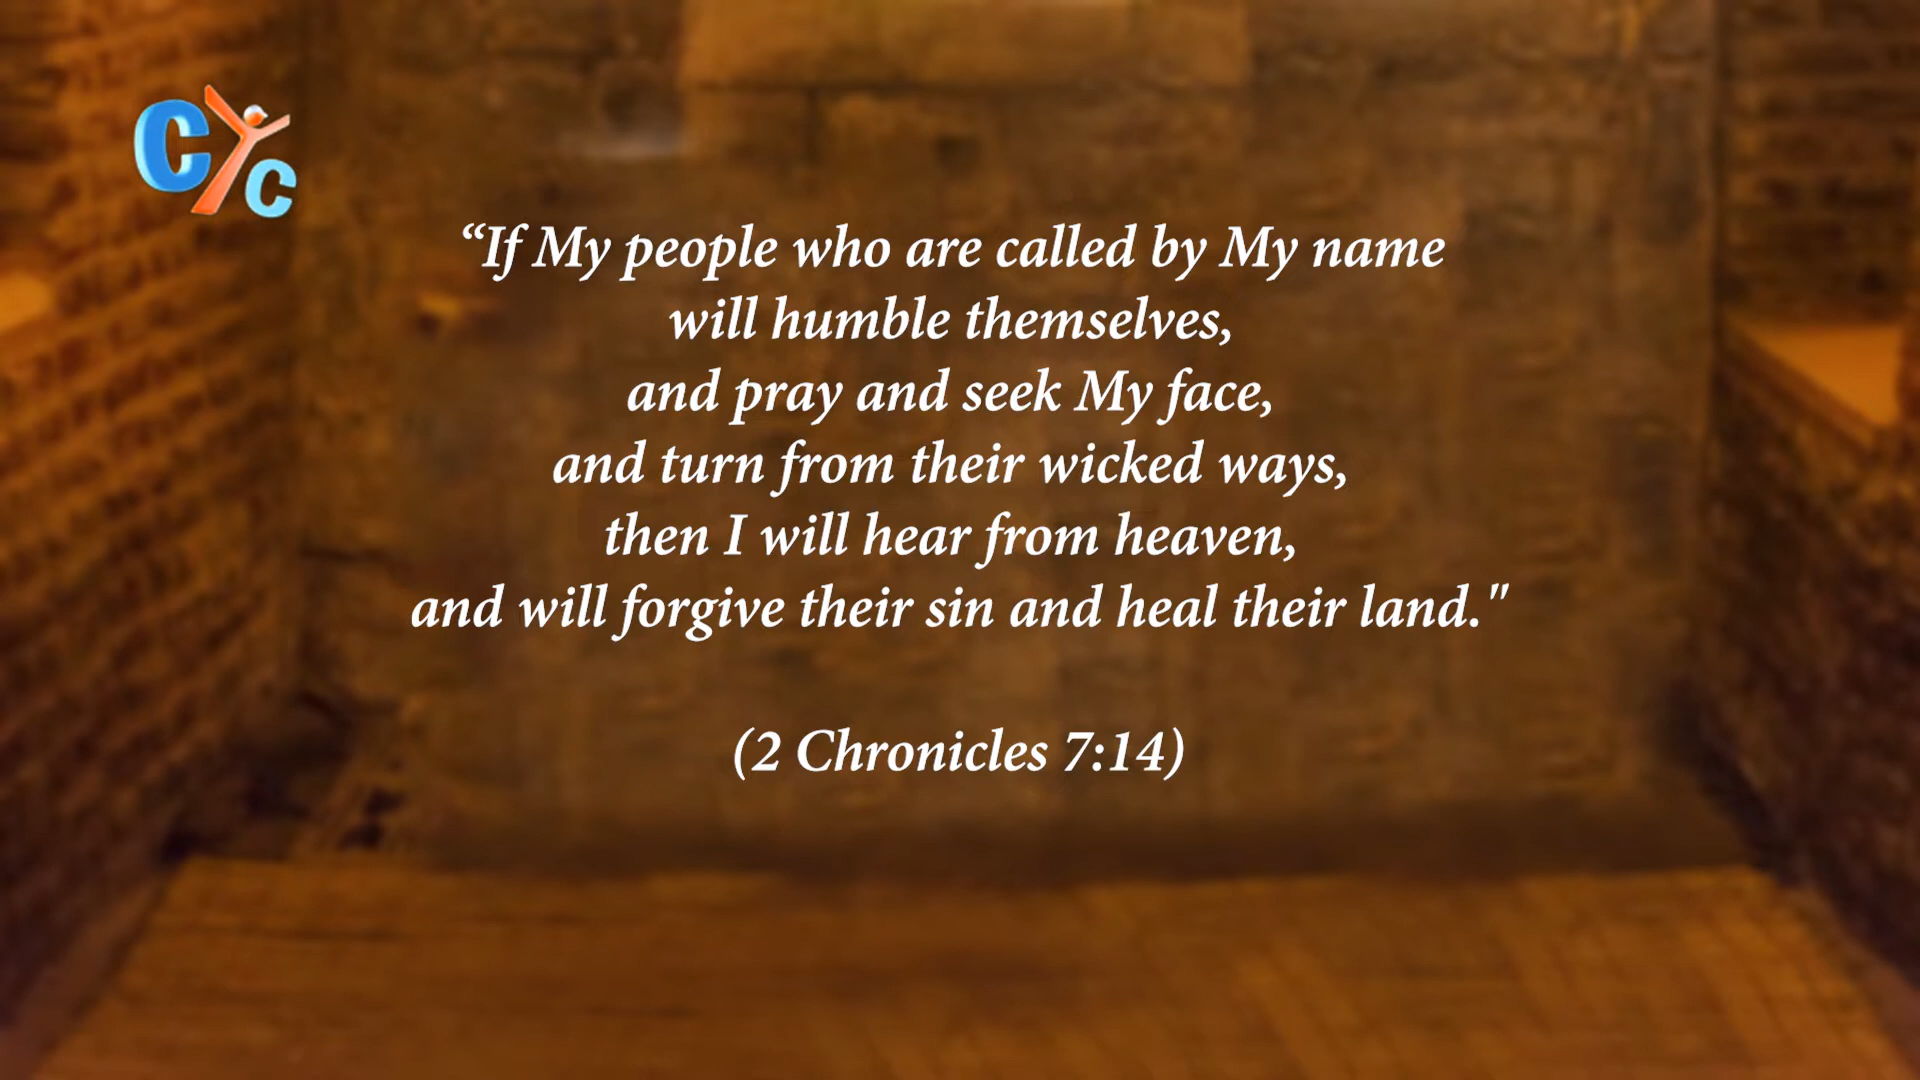 CYC
“If My people who are called by My name
will humble themselves,
and pray and seek My face,
and turn from their wicked ways,
then I will hear from heaven,
and will forgive their sin and heal their land."
(2 Chronicles 7:14)